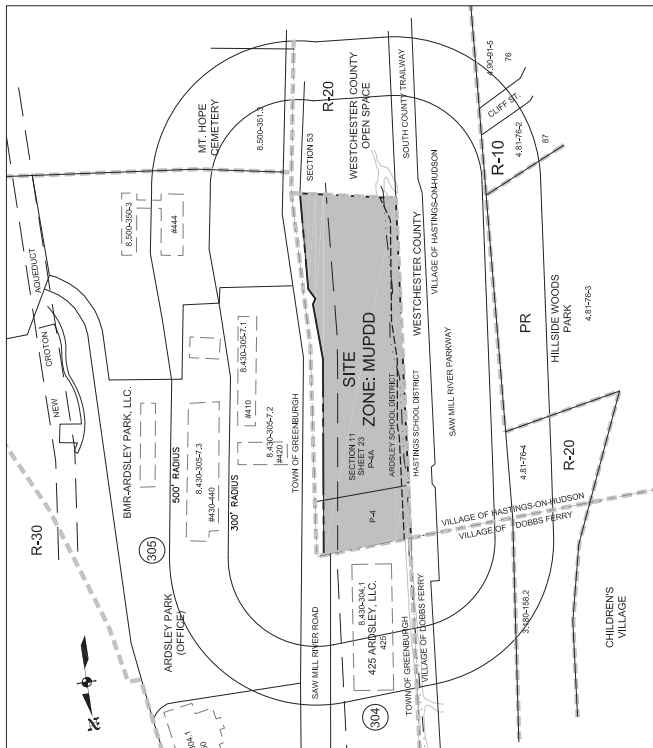 R-30
NEW
CROTON
AQUEDUCT
BMR-ARDSLEY PARK, LLC.
305
ARDSLEY PARK
(OFFICE)
500' RADIUS
8.430-305-7.3
#430-440
300' RADIUS
8.500-350-3
#444
MT. HOPE
CEMETERY
8.500-351.3
8.430-305-7.1
#410
8.430-305-7.2
#420
TOWN OF GREENBURGH
SAW MILL RIVER ROAD
SECTION 53
R-20
WESTCHESTER COUNTY
OPEN SPACE
SITE
ZONE: MUPDD
SECTION 11
SHEET 23
P-4A
P-4
ARDSLEY SCHOOL DISTRICT
HASTINGS SCHOOL DISTRICT
WESTCHESTER COUNTY
SOUTH COUNTY TRAILWAY
VILLAGE OF HASTINGS-ON-HUDSON
SAW MILL RIVER PARKWAY
8.430-304.1
425 ARDSLEY, LLC.
425
304
TOWN OF GREENBURGH
VILLAGE OF DOBBS FERRY
VILLAGE OF HASTINGS-ON-HUDSON
VILLAGE OF DOBBS FERRY
R-10
4.81-76-2
CLIFF ST.
4.90-91-5
76
87
PR
HILLSIDE WOODS
PARK
4.81-76-3
4.81-76-4
R-20
3.180-158.2
CHILDREN'S
VILLAGE